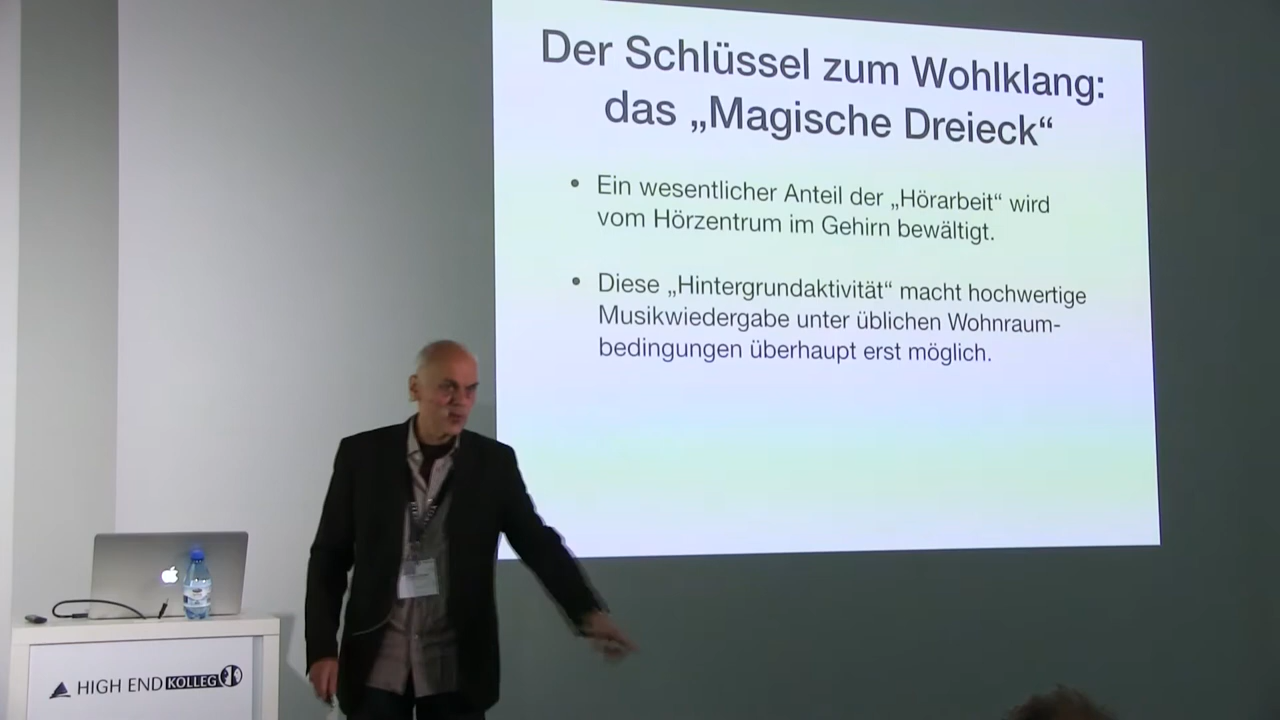 Der Schlüssel zum Wohlklang:
das „Magische Dreieck“
• Ein wesentlicher Anteil der „Hörarbeit“ wird
vom Hörzentrum im Gehirn bewältigt.
• Diese „Hintergrundaktivität“ macht hochwertige
Musikwiedergabe unter üblichen Wohnraum-
bedingungen überhaupt erst möglich.
HIGH END KOLLEG